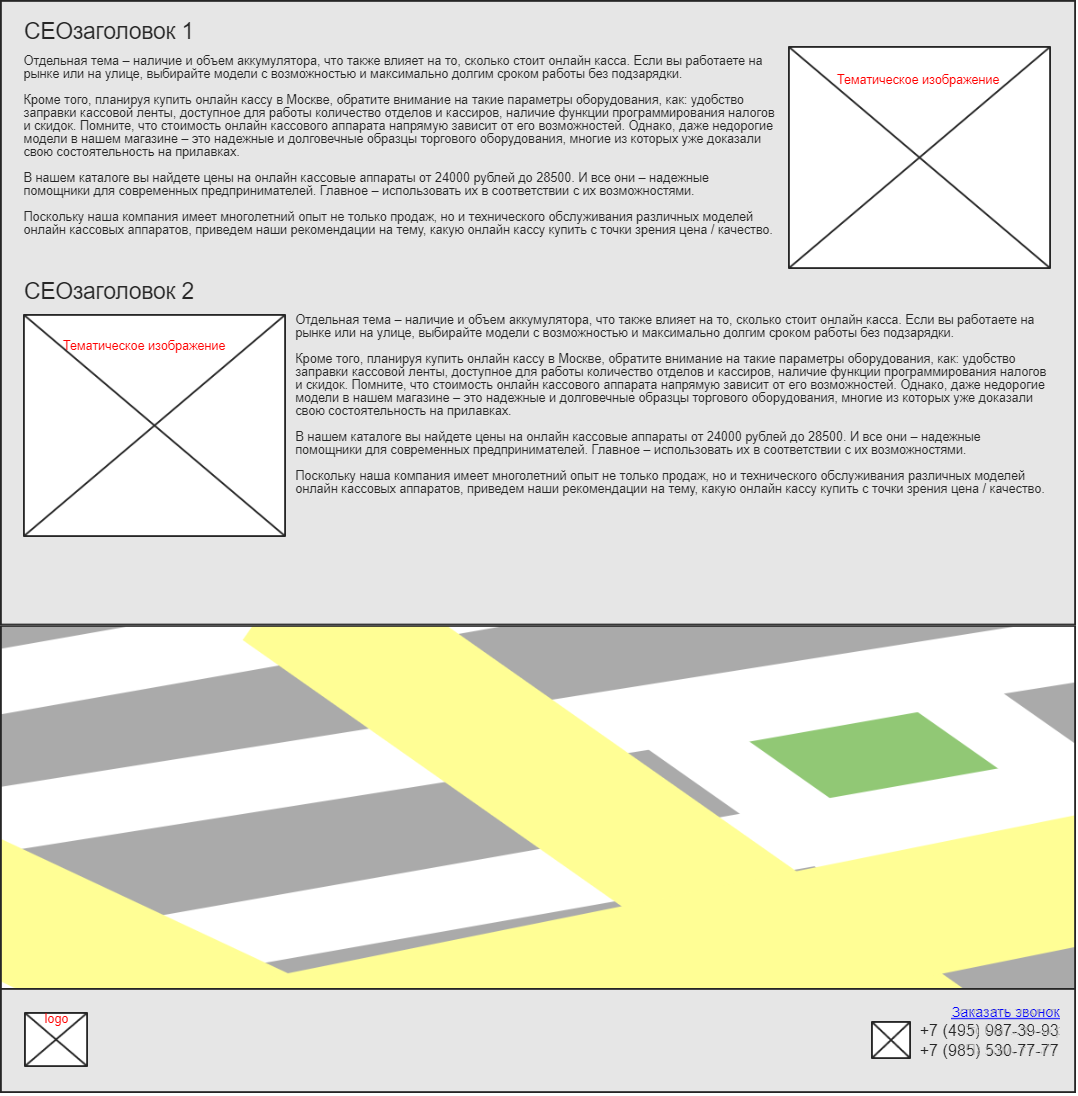 СЕОзаголовок 1
Отдельная тема – наличие и объем аккумулятора, что также влияет на то, сколько стоит онлайн касса. Если вы работаете на
рынке или на улице, выбирайте модели с возможностью и максимально долгим сроком работы без подзарядки.
Тематическое изображение
Кроме того, планируя купить онлайн кассу в Москве, обратите внимание на такие параметры оборудования, как: удобство
заправки кассовой ленты, доступное для работы количество отделов и кассиров, наличие функции программирования налогов
и скидок. Помните, что стоимость онлайн кассового аппарата напрямую зависит от его возможностей. Однако, даже недорогие
модели в нашем магазине – это надежные и долговечные образцы торгового оборудования, многие из которых уже доказали
свою состоятельность на прилавках.
В нашем каталоге вы найдете цены на онлайн кассовые аппараты от 24000 рублей до 28500. И все они – надежные
помощники для современных предпринимателей. Главное – использовать их в соответствии с их возможностями.
Поскольку наша компания имеет многолетний опыт не только продаж, но и технического обслуживания различных моделей
онлайн кассовых аппаратов, приведем наши рекомендации на тему, какую онлайн кассу купить с точки зрения цена / качество.
СЕОзаголовок 2
Тематическое изображение
Отдельная тема – наличие и объем аккумулятора, что также влияет на то, сколько стоит онлайн касса. Если вы работаете на
рынке или на улице, выбирайте модели с возможностью и максимально долгим сроком работы без подзарядки.
Кроме того, планируя купить онлайн кассу в Москве, обратите внимание на такие параметры оборудования, как: удобство
заправки кассовой ленты, доступное для работы количество отделов и кассиров, наличие функции программирования налогов
и скидок. Помните, что стоимость онлайн кассового аппарата напрямую зависит от его возможностей. Однако, даже недорогие
модели в нашем магазине – это надежные и долговечные образцы торгового оборудования, многие из которых уже доказали
свою состоятельность на прилавках.
В нашем каталоге вы найдете цены на онлайн кассовые аппараты от 24000 рублей до 28500. И все они – надежные
помощники для современных предпринимателей. Главное – использовать их в соответствии с их возможностями.
Поскольку наша компания имеет многолетний опыт не только продаж, но и технического обслуживания различных моделей
онлайн кассовых аппаратов, приведем наши рекомендации на тему, какую онлайн кассу купить с точки зрения цена / качество.
logo
Заказать звонок
+7 (495) 987-39-93
+7 (985) 530-77-77